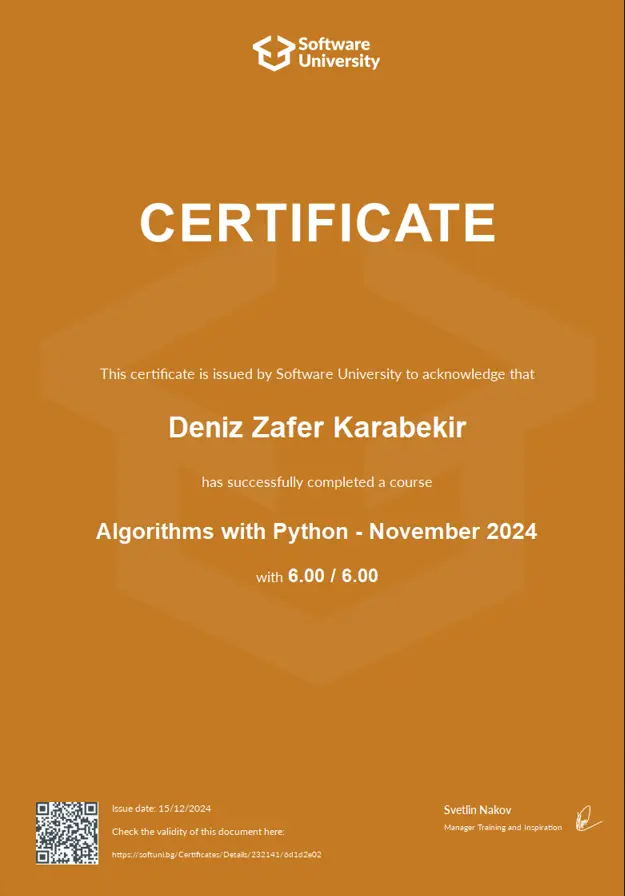 Software
University
CERTIFICATE
This certificate is issued by Software University to acknowledge that
Deniz Zafer Karabekir
has successfully completed a course
Algorithms with Python - November 2024
with 6.00 / 6.00
Issue date: 15/12/2024
Check the validity of this document here:
https://softuni.bg/Certificates/Details/232141/6d1d2e02
Svetlin Nakov
Manager Training and Inspiration